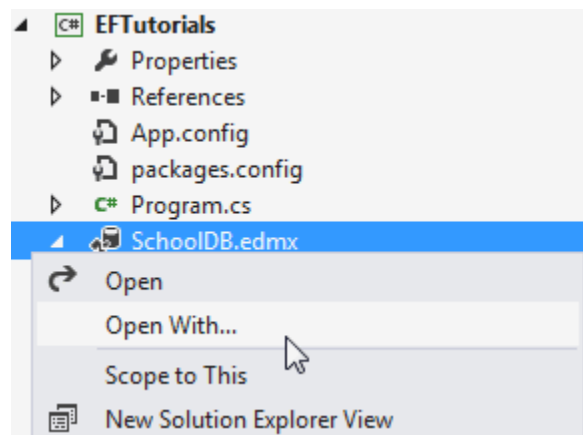 C# EFTutorials
Properties
References
App.config
packages.config
C# Program.cs
SchoolDB.edmx
Open
Open With...
Scope to This
New Solution Explorer View